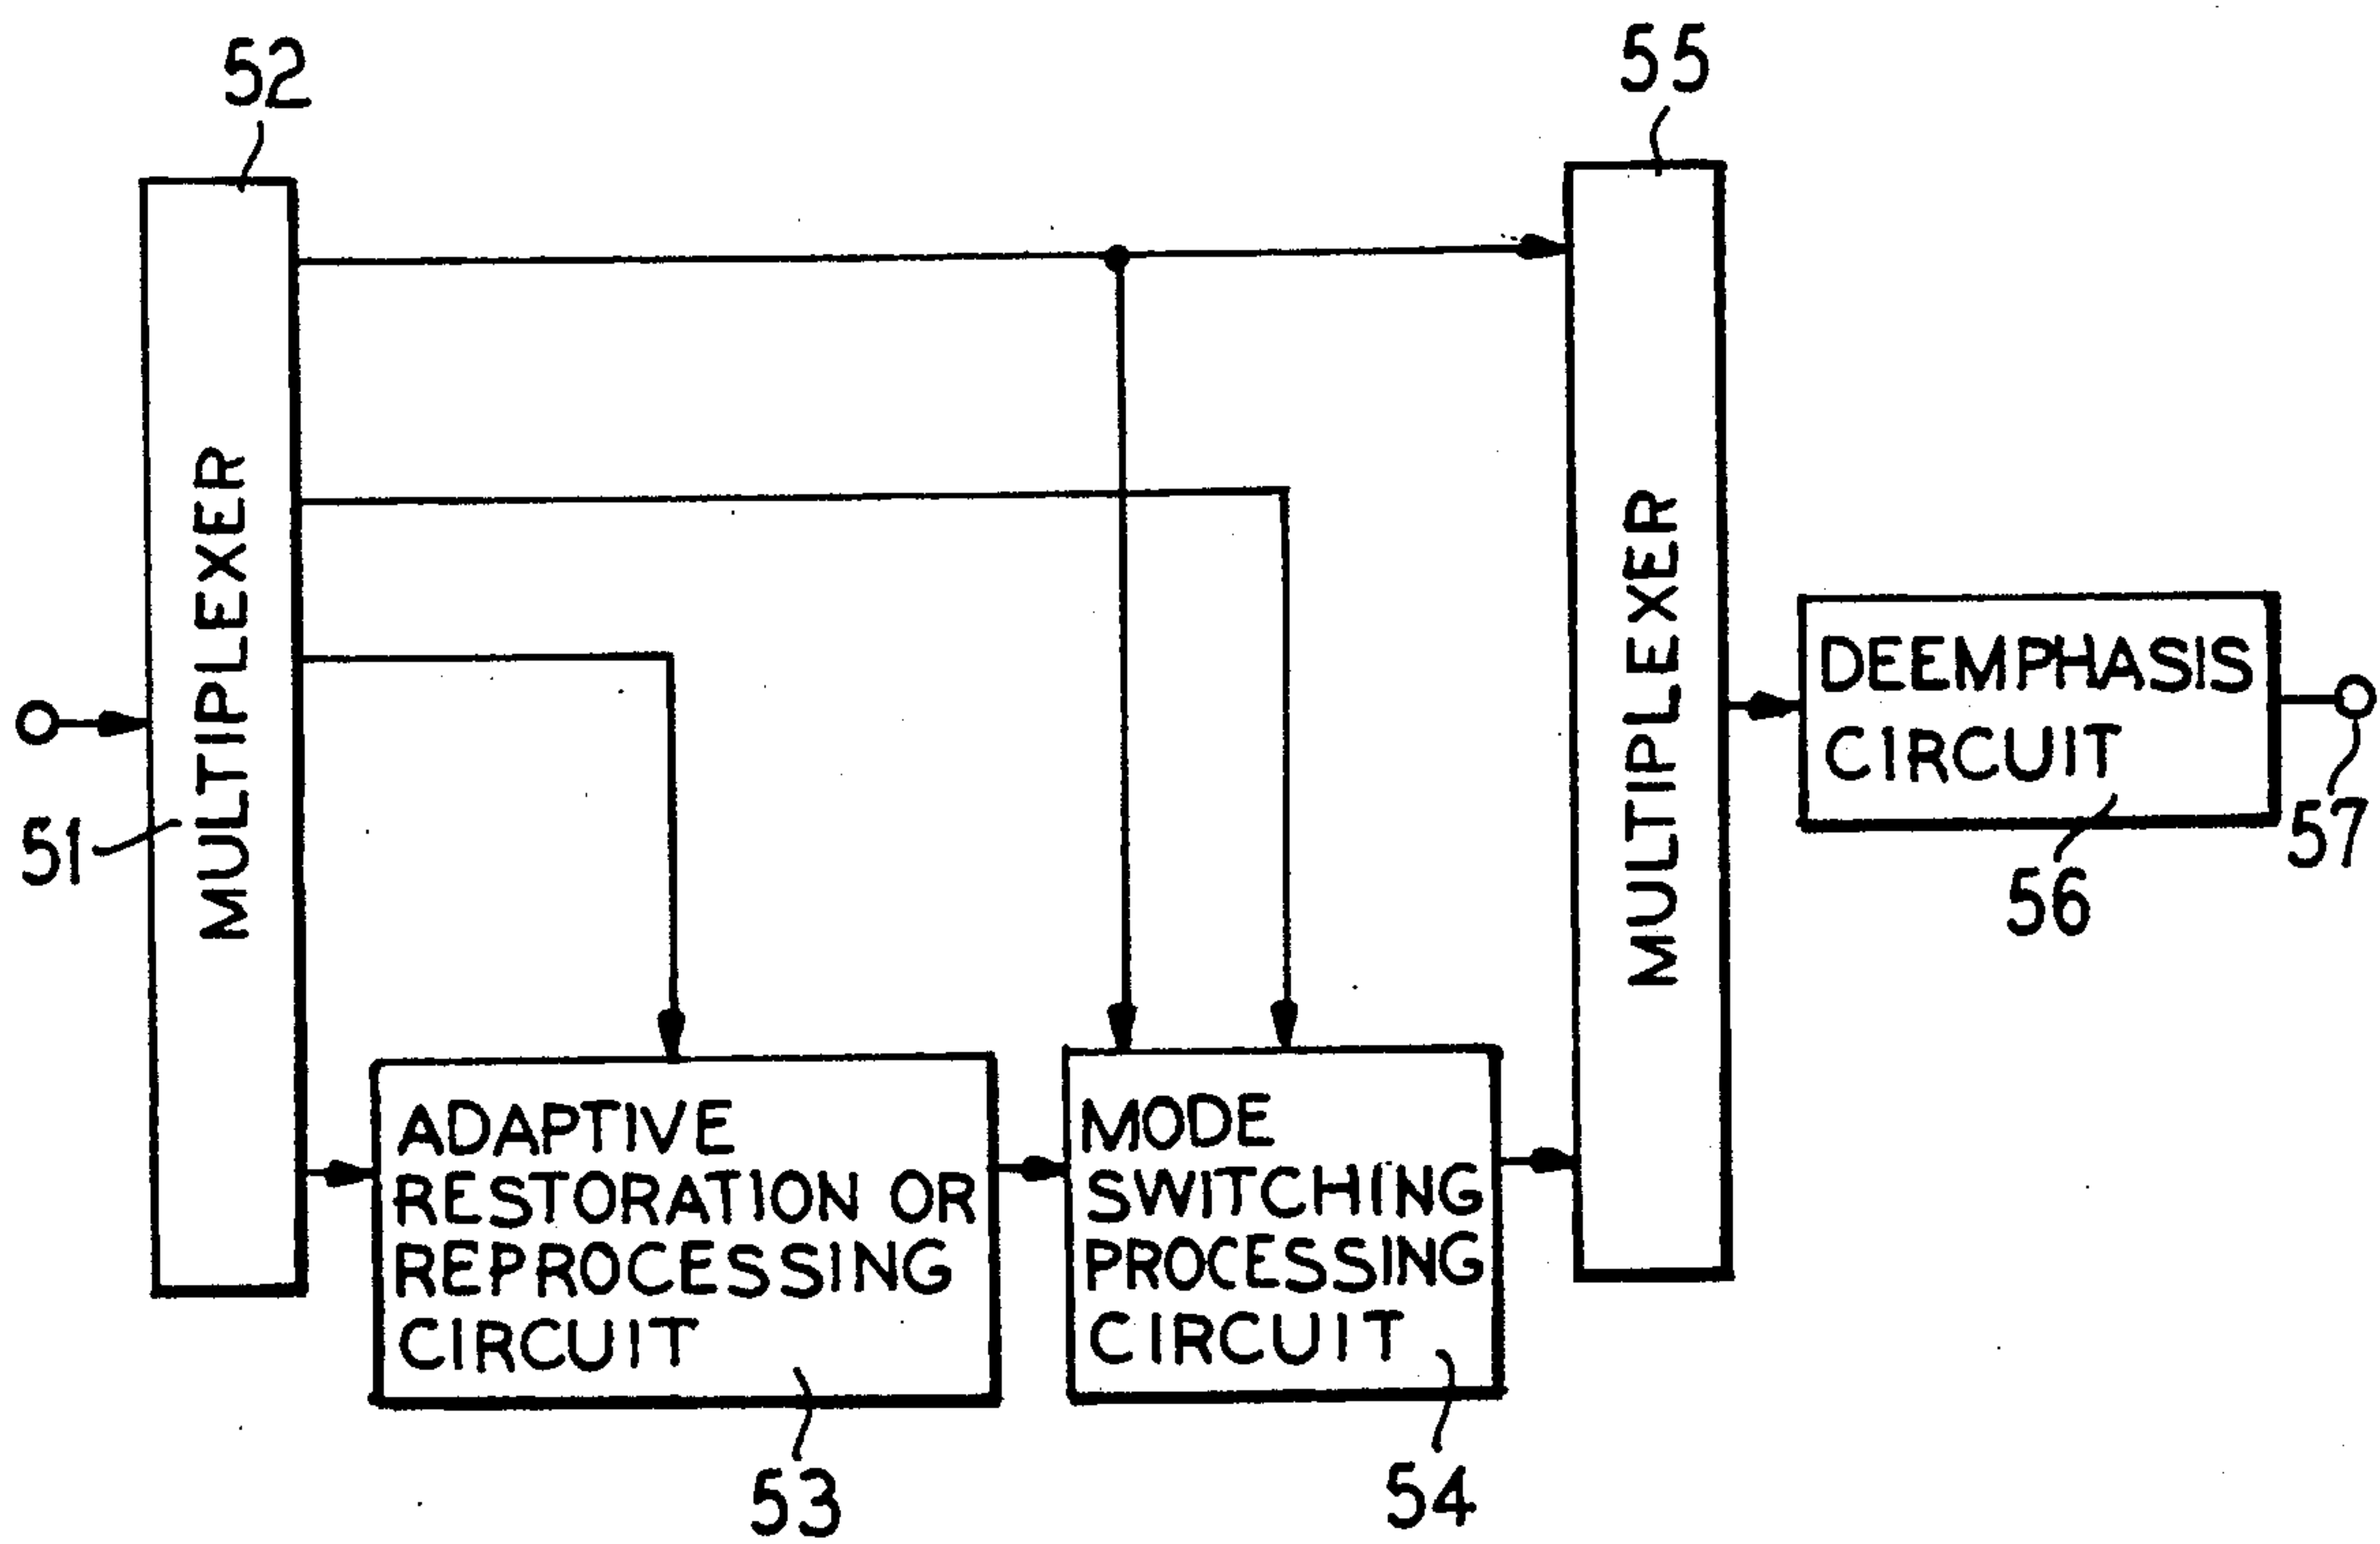 52
55
MULTIPLEXER
MULTIPLEXER
DEEMPHASIS
CIRCUIT
51
57
56
ADAPTIVE
RESTORATION OR
REPROCESSING
CIRCUIT
MODE
SWITCHING
PROCESSING
CIRCUIT
53
54